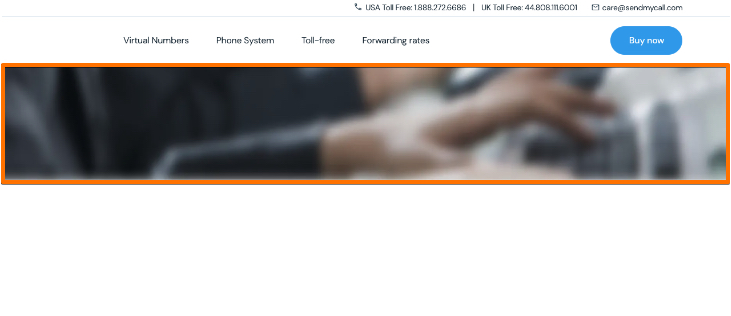 USA Toll Free: 1.888.272.6686 | UK Toll Free: 44.808.111.6001 care@sendmycall.com
Virtual Numbers Phone System Toll-free Forwarding rates Buy now